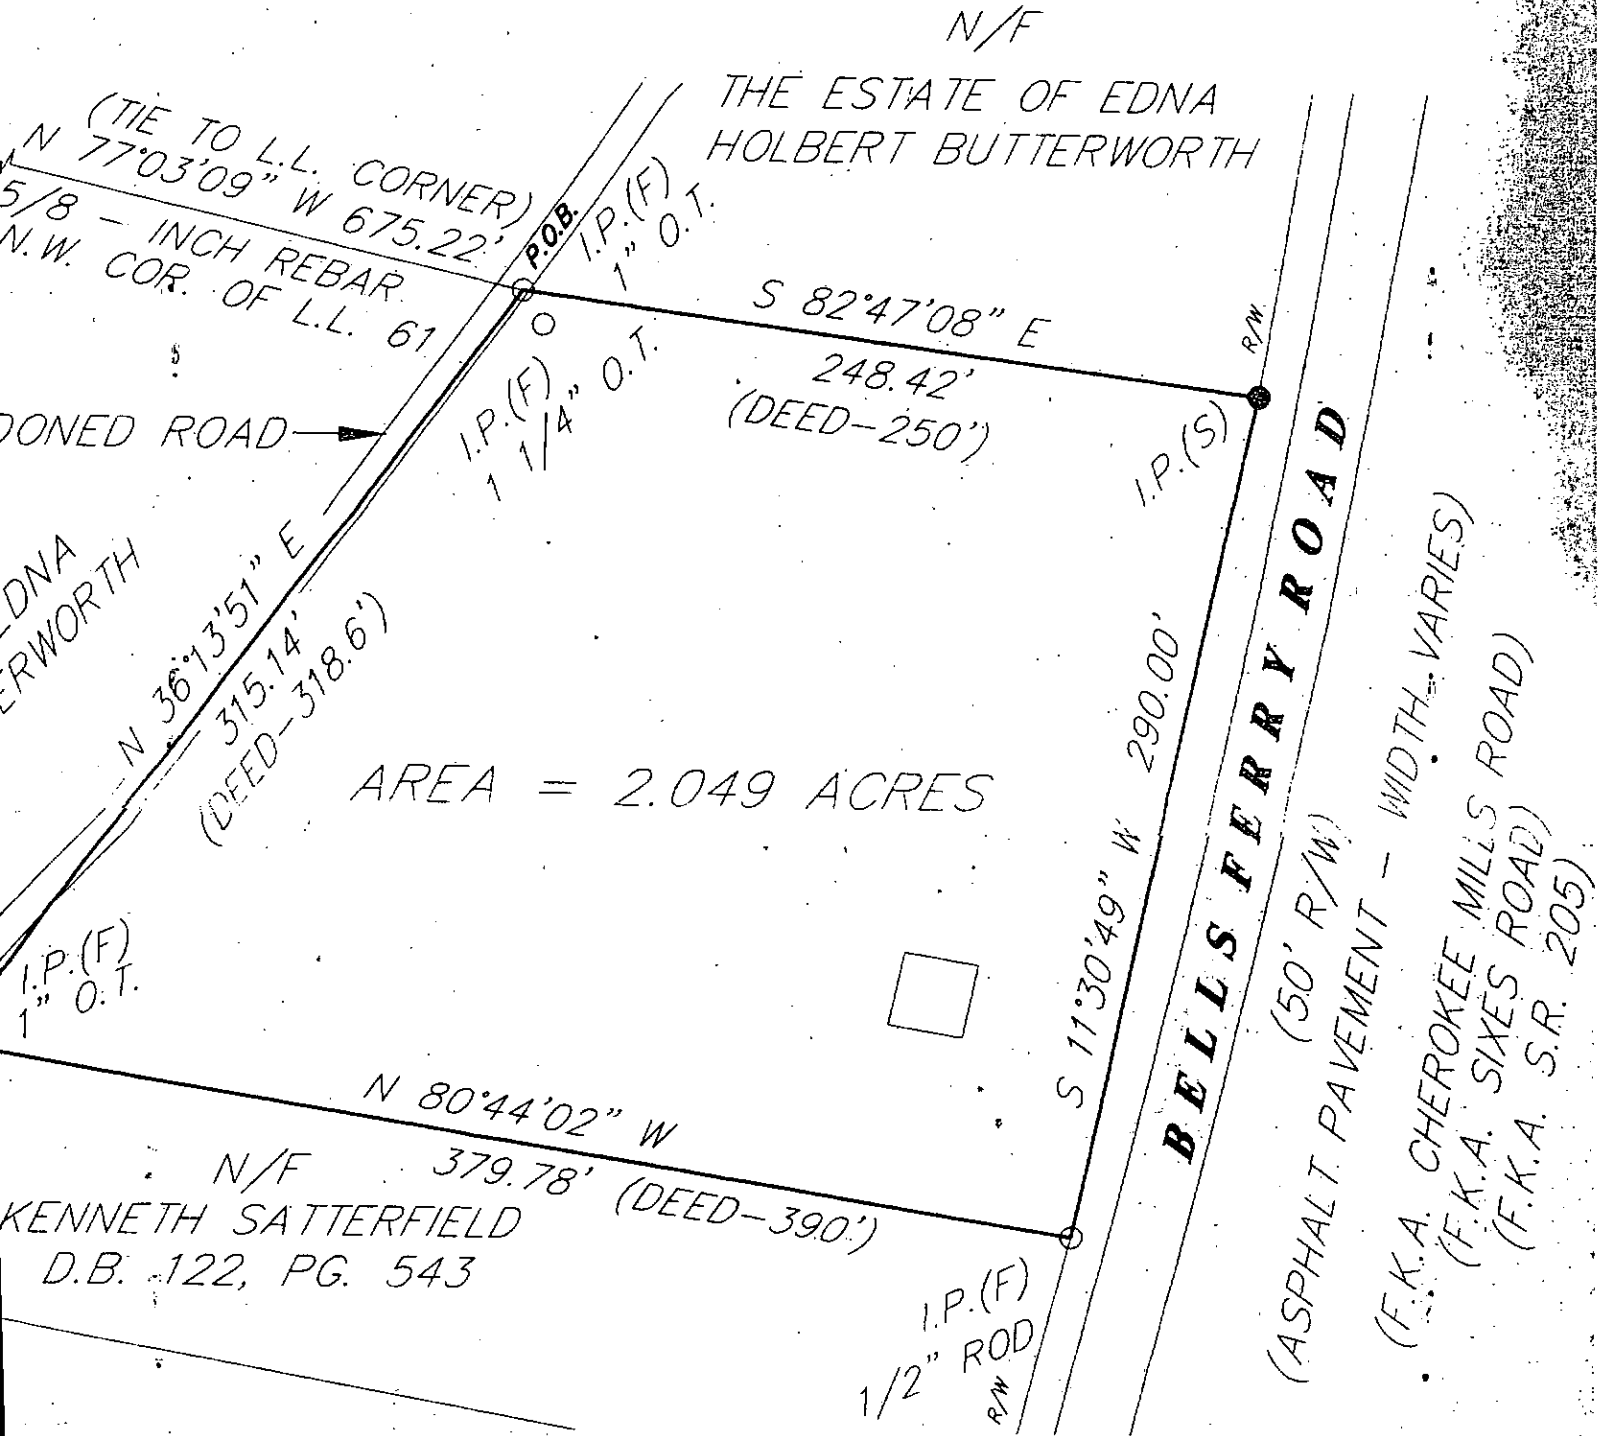 N/F
THE ESTATE OF EDNA
HOLBERT BUTTERWORTH
(TIE TO L.L. CORNER)
N 77°03'09" W 675.22'
5/8 - INCH REBAR
N.W. COR. OF L.L. 61
P.O.B.
I.P.(F)
1" O.T.
I.P.(F)
1 1/4" O.T.
S 82°47'08" E
248.42'
(DEED-250')
R/W
I.P.(S)
DONED ROAD
EDNA
ERWORTH
N 36°13'51" E
315.14'
(DEED-318.6')
AREA = 2.049 ACRES
S 11°30'49" W 290.00'
BELLS FERRY ROAD
(50' R/W)
(ASPHALT PAVEMENT - WIDTH VARIES)
(F.K.A. CHEROKEE MILLS ROAD)
(F.K.A. SIXES ROAD)
(F.K.A. S.R. 205)
I.P.(F)
1" O.T.
N 80°44'02" W
379.78' (DEED-390')
N/F
KENNETH SATTERFIELD
D.B. 122, PG. 543
I.P.(F)
1/2" ROD
R/W